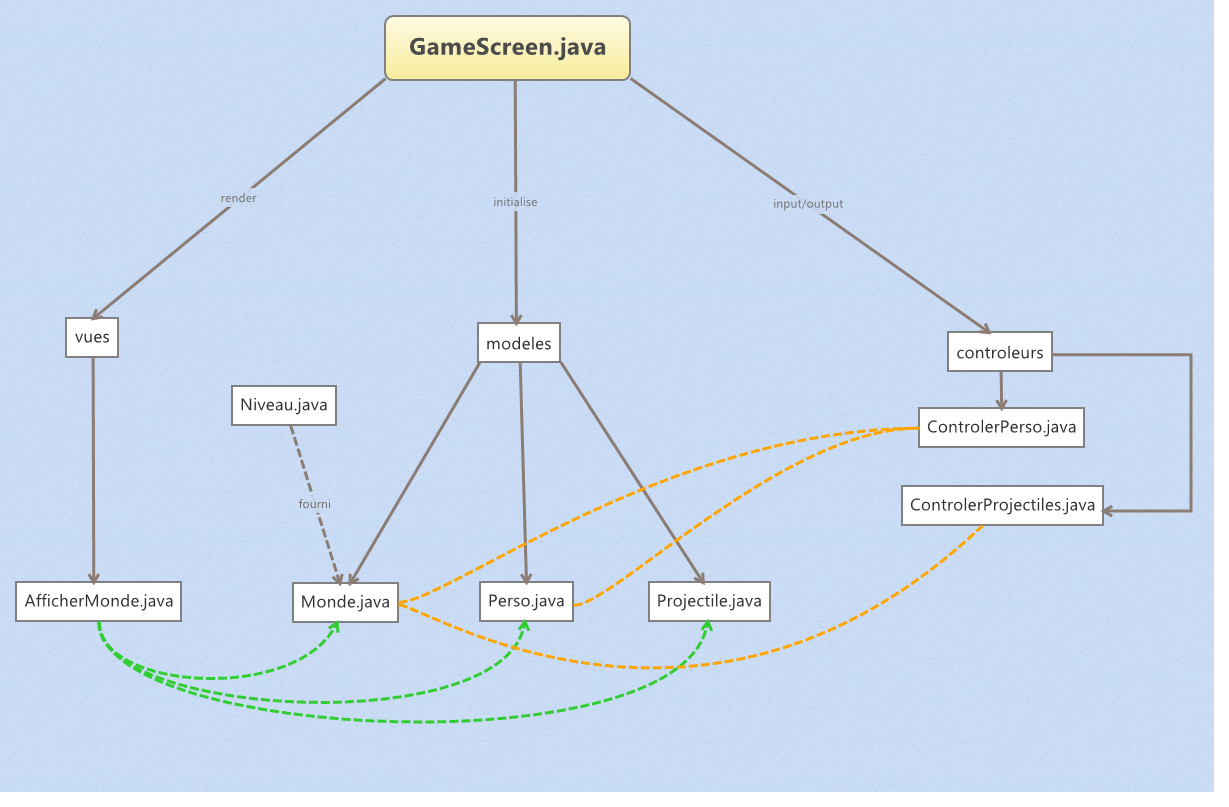 GameScreen.java
render
initialise
input/output
vues
modeles
controleurs
Niveau.java
ControlerPerso.java
fourni
ControlerProjectiles.java
AfficherMonde.java
Monde.java
Perso.java
Projectile.java